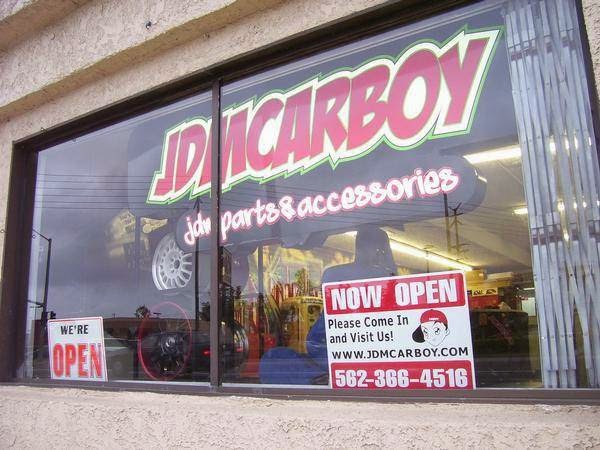 JDMCARBOY
jdm parts & accessories
WE'RE
OPEN
NOW OPEN
Please Come In
and Visit Us!
WWW.JDMCARBOY.COM
562-366-4516